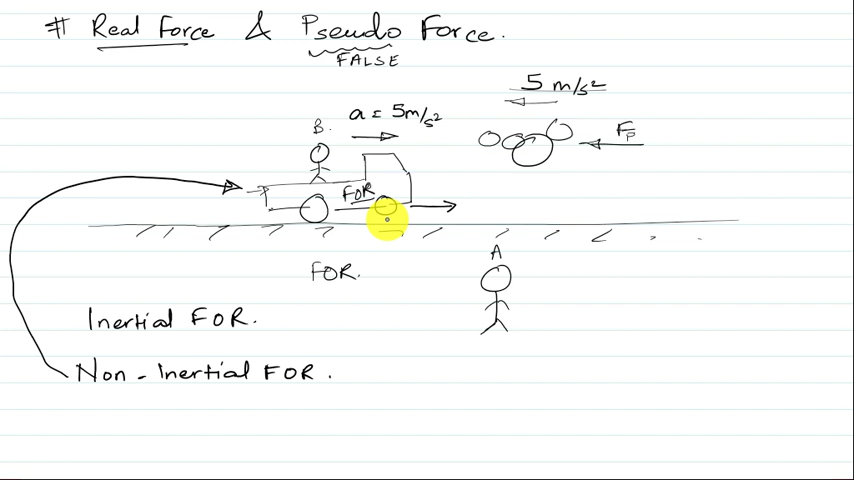 # Real Force & Pseudo Force.
FALSE
5 m/s²
a = 5m/s²
B.
Fp
FOR
A
FOR.
Inertial FOR.
Non - Inertial FOR.